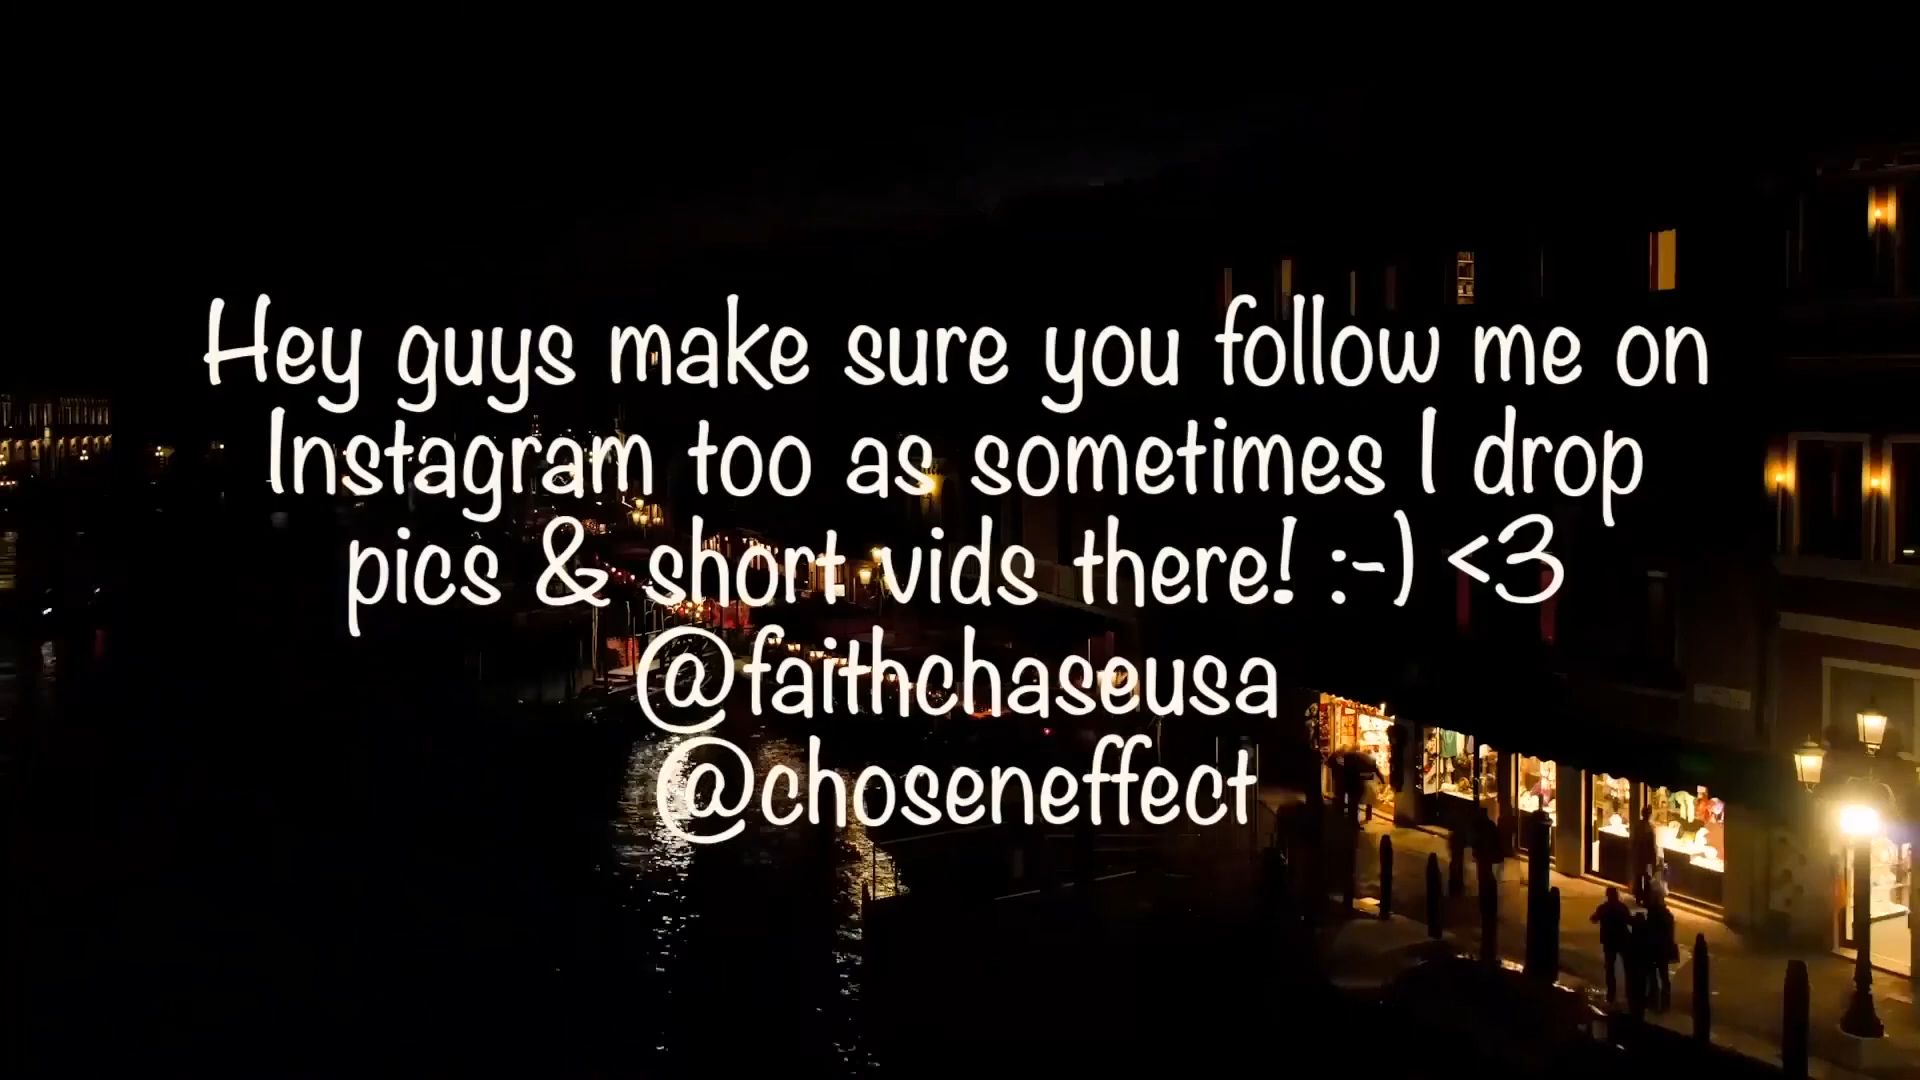 Hey guys make sure you follow me on
Instagram too as sometimes I drop
pics & short vids there! :-) <3
@faithchaseusa
@choseneffect